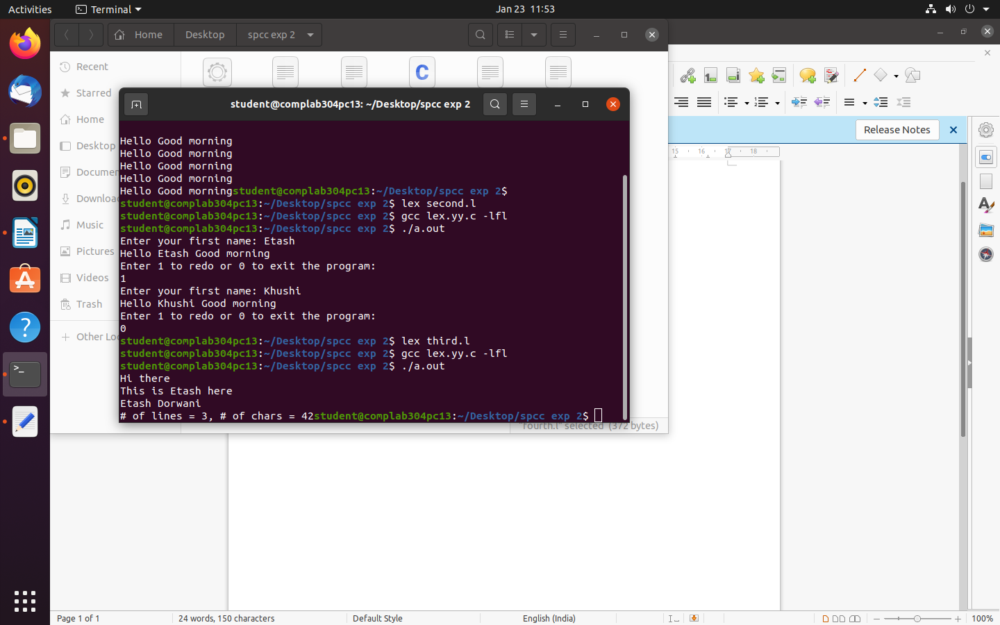 Activities
Terminal
Jan 23 11:53
Home
Desktop
spcc exp 2
Recent
Starred
Home
Desktop
Documen
Downloa
Music
Pictures
Videos
Trash
Other Lo
C
student@complab304pc13: ~/Desktop/spcc exp 2
Hello Good morning
Hello Good morning
Hello Good morning
Hello Good morning
Hello Good morningstudent@complab304pc13:~/Desktop/spcc exp 2$
student@complab304pc13:~/Desktop/spcc exp 2$ lex second.l
student@complab304pc13:~/Desktop/spcc exp 2$ gcc lex.yy.c -lfl
student@complab304pc13:~/Desktop/spcc exp 2$ ./a.out
Enter your first name: Etash
Hello Etash Good morning
Enter 1 to redo or 0 to exit the program:
1
Enter your first name: Khushi
Hello Khushi Good morning
Enter 1 to redo or 0 to exit the program:
0
student@complab304pc13:~/Desktop/spcc exp 2$ lex third.l
student@complab304pc13:~/Desktop/spcc exp 2$ gcc lex.yy.c -lfl
student@complab304pc13:~/Desktop/spcc exp 2$ ./a.out
Hi there
This is Etash here
Etash Dorwani
# of lines = 3, # of chars = 42student@complab304pc13:~/Desktop/spcc exp 2$
"fourth.l" selected (372 bytes)
Release Notes
15 16 17 18
Page 1 of 1
24 words, 150 characters
Default Style
English (India)
100%